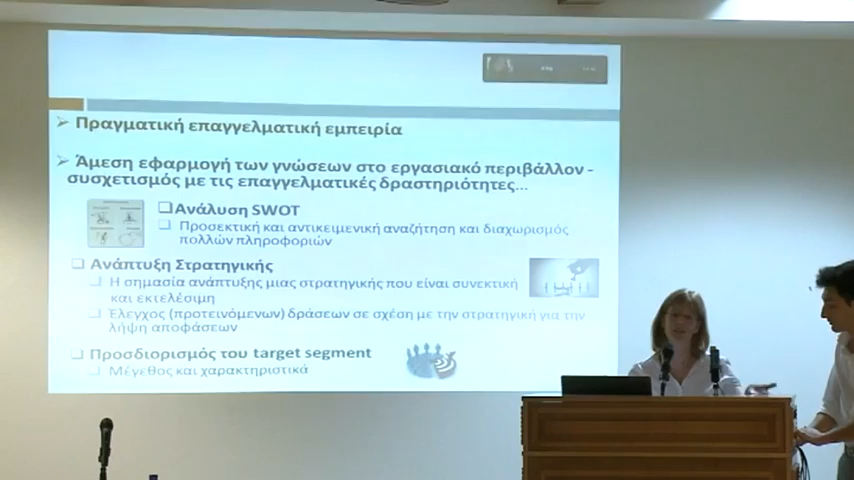 Πραγματική επαγγελματική εμπειρία
Άμεση εφαρμογή των γνώσεων στο εργασιακό περιβάλλον -
συσχετισμός με τις επαγγελματικές δραστηριότητες...
Ανάλυση SWOT
Προσεκτική και αντικειμενική αναζήτηση και διαχωρισμός
πολλών πληροφοριών
Ανάπτυξη Στρατηγικής
Η σημασία ανάπτυξης μιας στρατηγικής που είναι συνεκτική
και εκτελέσιμη
Έλεγχος (προτεινόμενων) δράσεων σε σχέση με την στρατηγική για την
λήψη αποφάσεων
Προσδιορισμός του target segment
Μέγεθος και χαρακτηριστικά